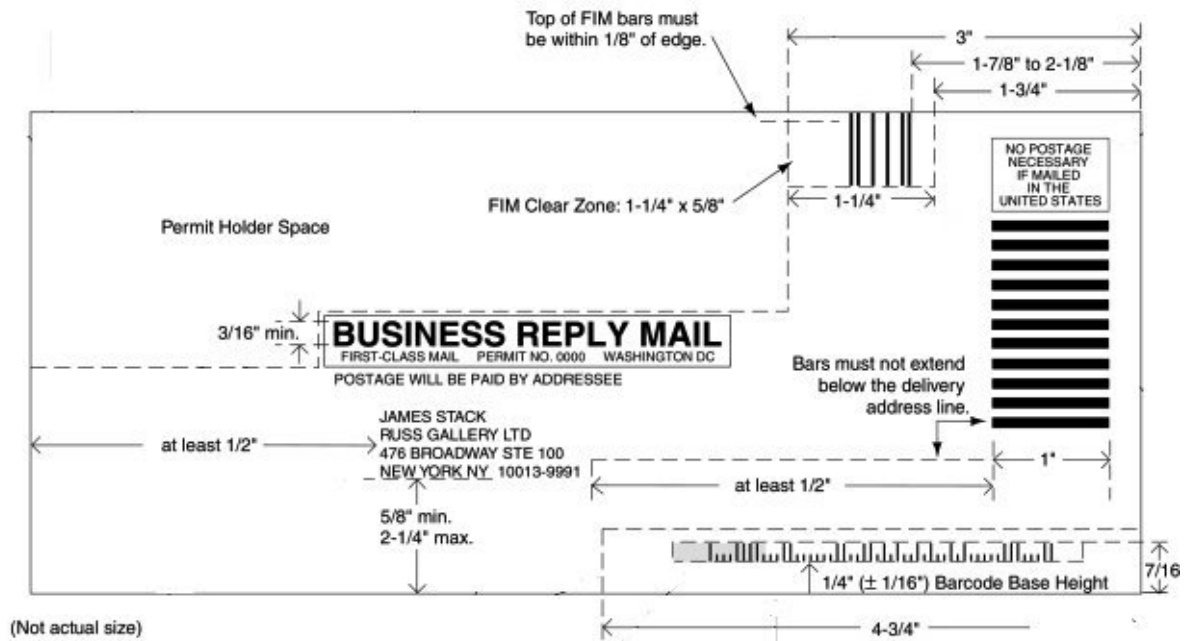 Top of FIM bars must
be within 1/8" of edge.
3"
1-7/8" to 2-1/8"
1-3/4"
NO POSTAGE
NECESSARY
IF MAILED
IN THE
UNITED STATES
FIM Clear Zone: 1-1/4" x 5/8"
1-1/4"
Permit Holder Space
3/16" min.
BUSINESS REPLY MAIL
FIRST-CLASS MAIL PERMIT NO. 0000 WASHINGTON DC
POSTAGE WILL BE PAID BY ADDRESSEE
Bars must not extend
below the delivery
address line.
JAMES STACK
RUSS GALLERY LTD
476 BROADWAY STE 100
NEW YORK NY 10013-9991
at least 1/2"
1"
at least 1/2"
5/8" min.
2-1/4" max.
1/4" (± 1/16") Barcode Base Height
7/16
(Not actual size)
4-3/4"